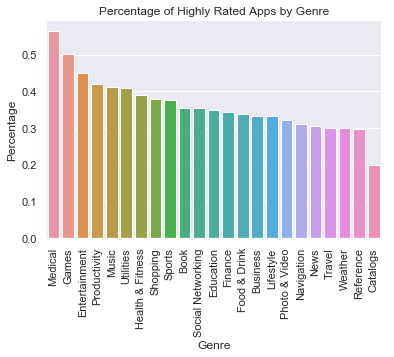 Percentage of Highly Rated Apps by Genre
Percentage
0.5
0.4
0.3
0.2
0.1
0.0
Medical
Games
Entertainment
Productivity
Music
Utilities
Health & Fitness
Shopping
Sports
Book
Social Networking
Education
Finance
Food & Drink
Business
Lifestyle
Photo & Video
Navigation
News
Travel
Weather
Reference
Catalogs
Genre